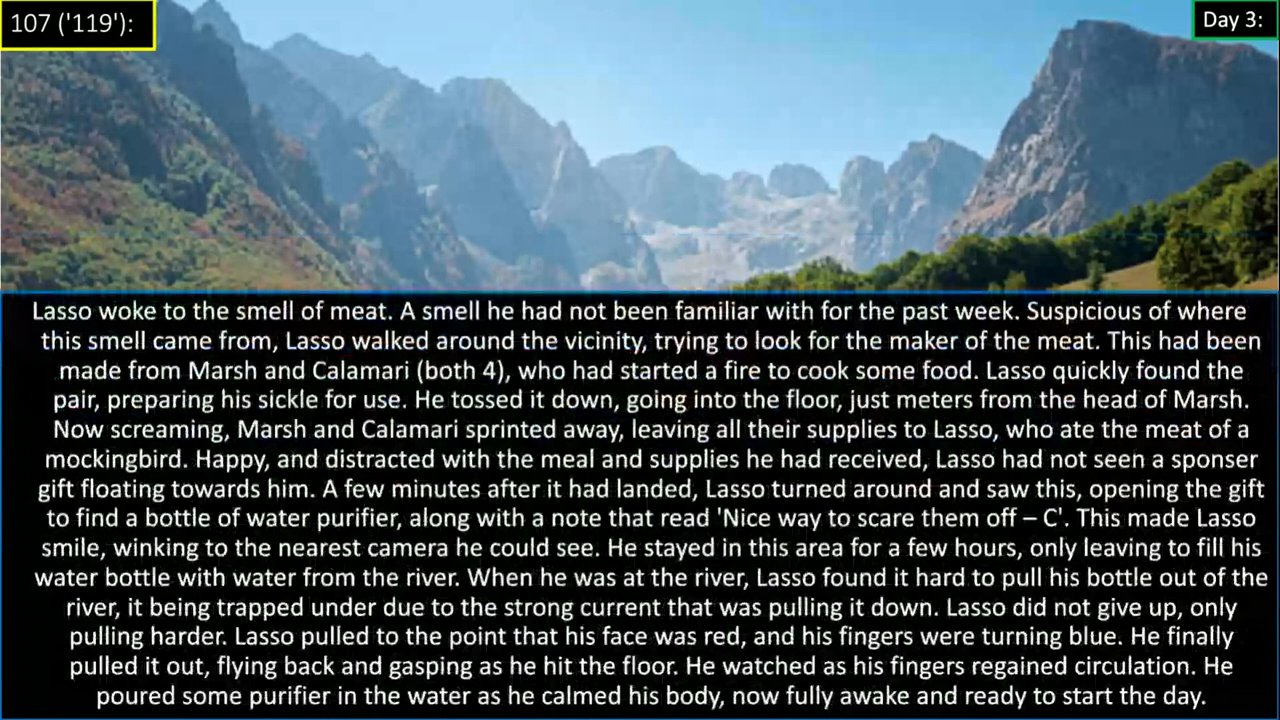 107 ('119'):
Day 3:
Lasso woke to the smell of meat. A smell he had not been familiar with for the past week. Suspicious of where
this smell came from, Lasso walked around the vicinity, trying to look for the maker of the meat. This had been
made from Marsh and Calamari (both 4), who had started a fire to cook some food. Lasso quickly found the
pair, preparing his sickle for use. He tossed it down, going into the floor, just meters from the head of Marsh.
Now screaming, Marsh and Calamari sprinted away, leaving all their supplies to Lasso, who ate the meat of a
mockingbird. Happy, and distracted with the meal and supplies he had received, Lasso had not seen a sponser
gift floating towards him. A few minutes after it had landed, Lasso turned around and saw this, opening the gift
to find a bottle of water purifier, along with a note that read 'Nice way to scare them off – C'. This made Lasso
smile, winking to the nearest camera he could see. He stayed in this area for a few hours, only leaving to fill his
water bottle with water from the river. When he was at the river, Lasso found it hard to pull his bottle out of the
river, it being trapped under due to the strong current that was pulling it down. Lasso did not give up, only
pulling harder. Lasso pulled to the point that his face was red, and his fingers were turning blue. He finally
pulled it out, flying back and gasping as he hit the floor. He watched as his fingers regained circulation. He
poured some purifier in the water as he calmed his body, now fully awake and ready to start the day.